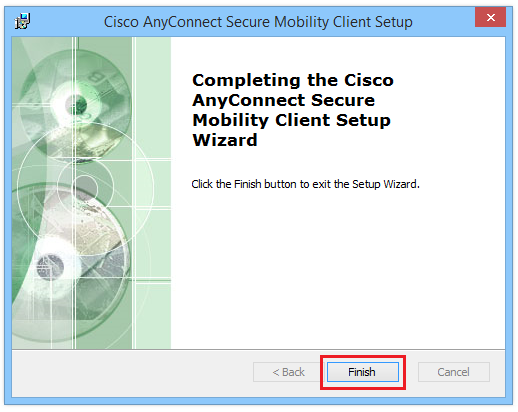 Cisco AnyConnect Secure Mobility Client Setup
Completing the Cisco
AnyConnect Secure
Mobility Client Setup
Wizard
Click the Finish button to exit the Setup Wizard.
< Back
Finish
Cancel